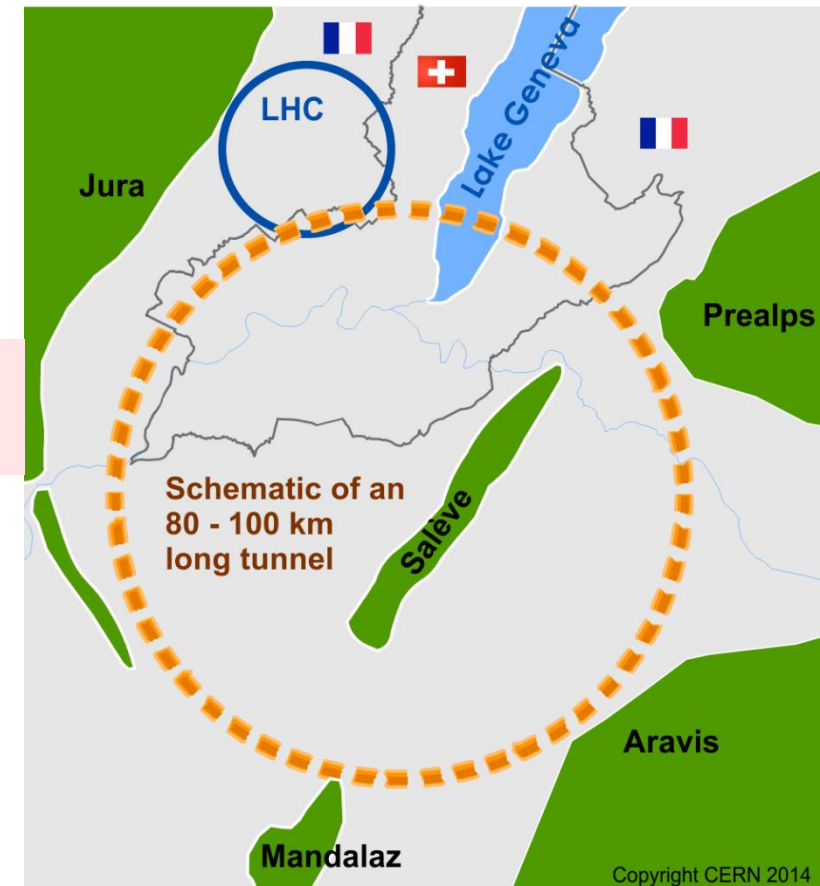 LHC
Lake Geneva
Jura
Prealps
Schematic of an
80 - 100 km
long tunnel
Salève
Aravis
Mandalaz
Copyright CERN 2014